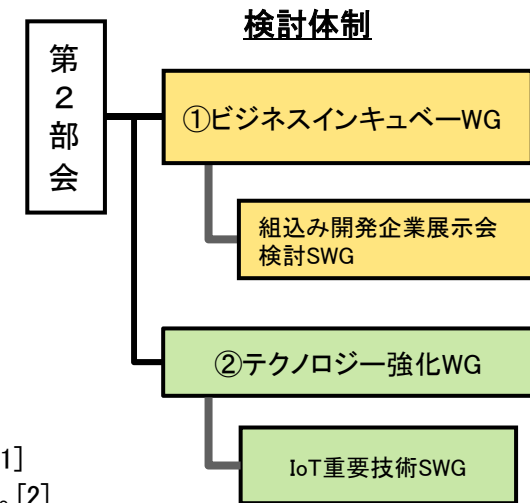 検討体制
第
2
部
会
①ビジネスインキュベーWG
組込み開発企業展示会
検討SWG
②テクノロジー強化WG
IoT重要技術SWG
1]
。[2]